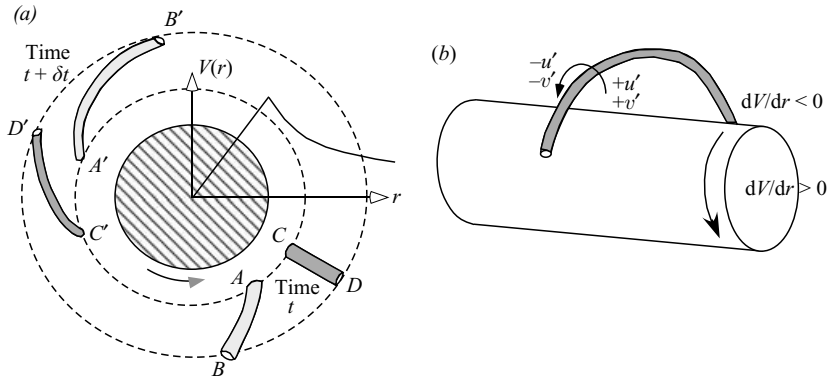 (a)
B′
Time
t + δt
V(r)
D′
A′
r
C′
C
A
Time
t
D
B
(b)
−u′
−v′
+u′
+v′
dV/dr < 0
dV/dr > 0